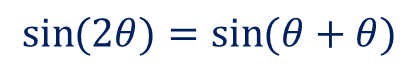 sin(2θ) = sin(θ + θ)